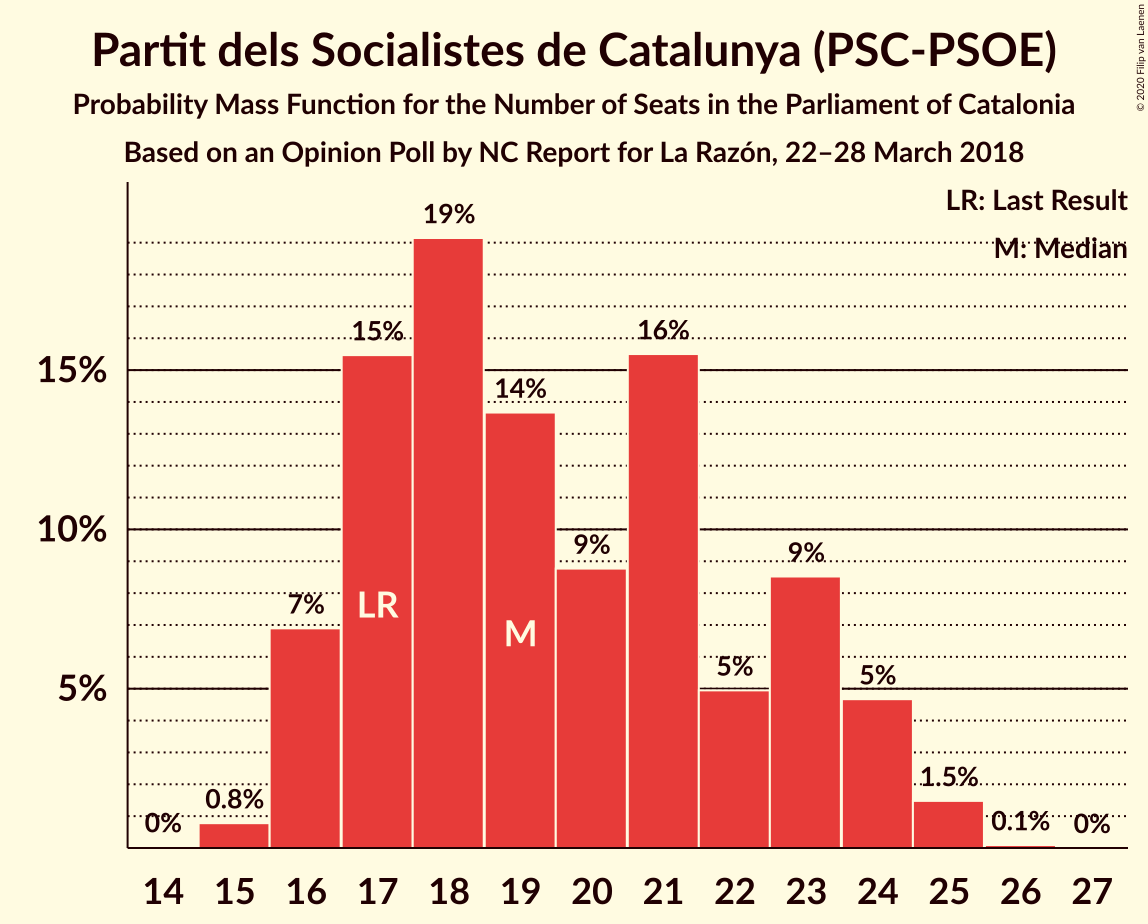 Partit dels Socialistes de Catalunya (PSC-PSOE)
Probability Mass Function for the Number of Seats in the Parliament of Catalonia
Based on an Opinion Poll by NC Report for La Razón, 22–28 March 2018
© 2020 Filip van Laenen
LR: Last Result
M: Median
15%
10%
5%
0%
0.8%
7%
15%
19%
14%
9%
16%
5%
9%
5%
1.5%
0.1%
0%
LR
M
14 15 16 17 18 19 20 21 22 23 24 25 26 27